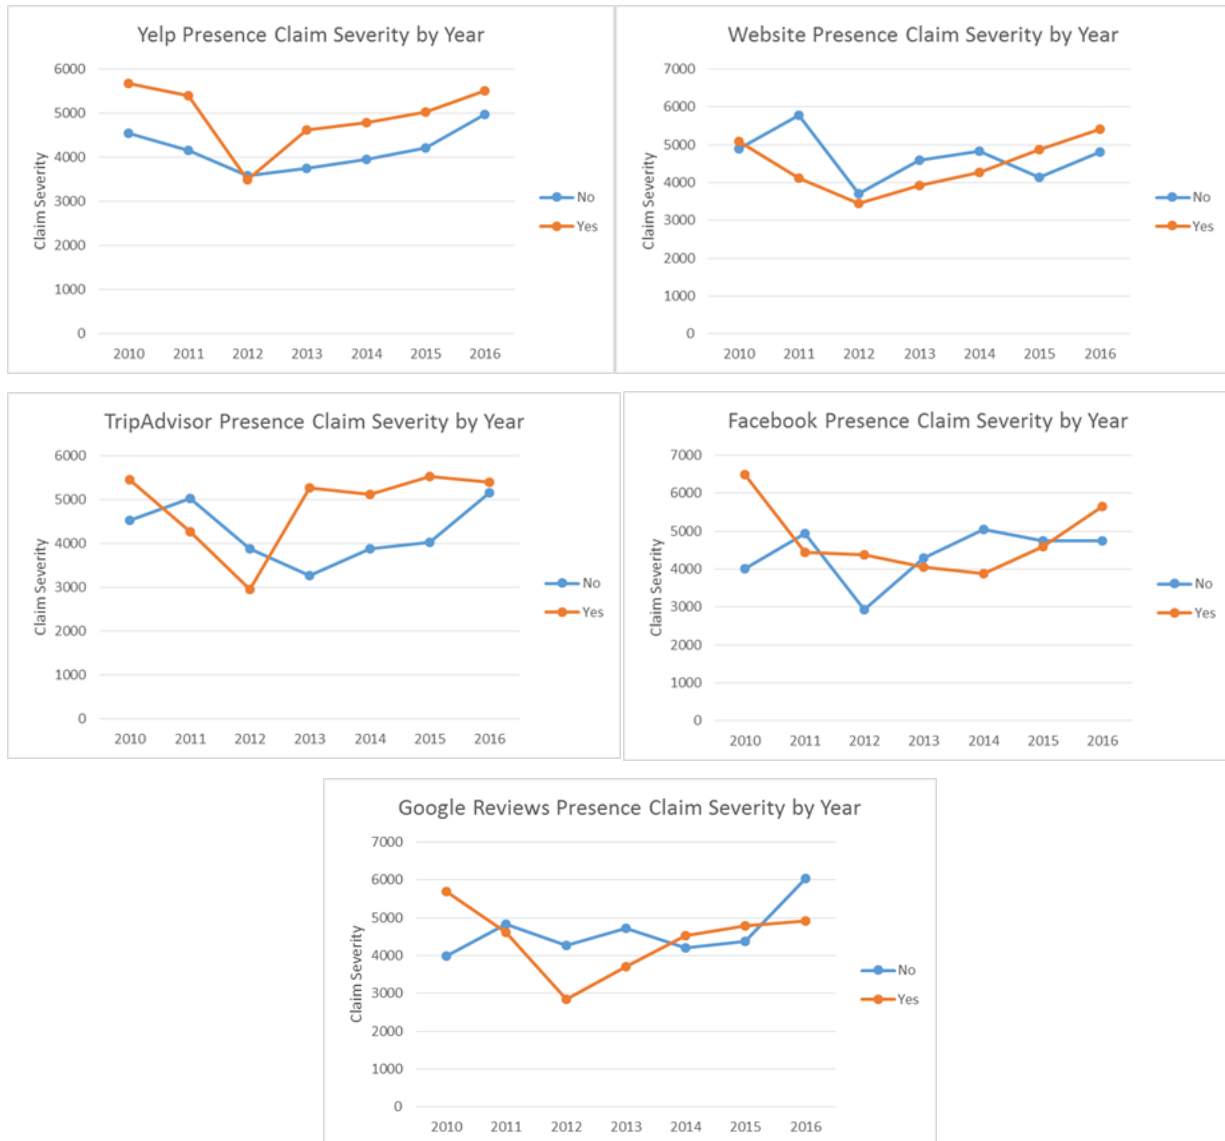 Yelp Presence Claim Severity by Year
6000
5000
4000
3000
2000
1000
0
Claim Severity
2010 2011 2012 2013 2014 2015 2016
No
Yes
Website Presence Claim Severity by Year
7000
6000
5000
4000
3000
2000
1000
0
Claim Severity
2010 2011 2012 2013 2014 2015 2016
No
Yes
TripAdvisor Presence Claim Severity by Year
6000
5000
4000
3000
2000
1000
0
Claim Severity
2010 2011 2012 2013 2014 2015 2016
No
Yes
Facebook Presence Claim Severity by Year
7000
6000
5000
4000
3000
2000
1000
0
Claim Severity
2010 2011 2012 2013 2014 2015 2016
No
Yes
Google Reviews Presence Claim Severity by Year
7000
6000
5000
4000
3000
2000
1000
0
Claim Severity
2010 2011 2012 2013 2014 2015 2016
No
Yes